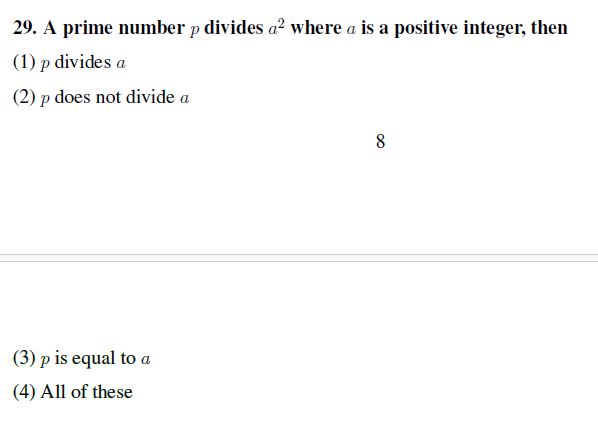 29. A prime number p divides a² where a is a positive integer, then
(1) p divides a
(2) p does not divide a
8
(3) p is equal to a
(4) All of these